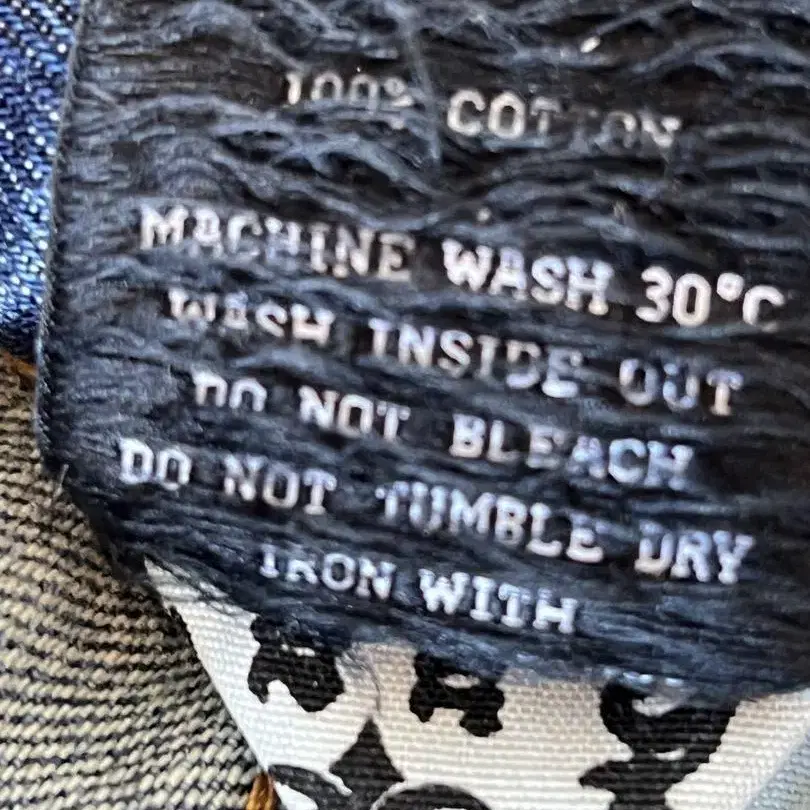 100% COTTON
MACHINE WASH 30°C
WASH INSIDE OUT
DO NOT BLEACH
DO NOT TUMBLE DRY
IRON WITH